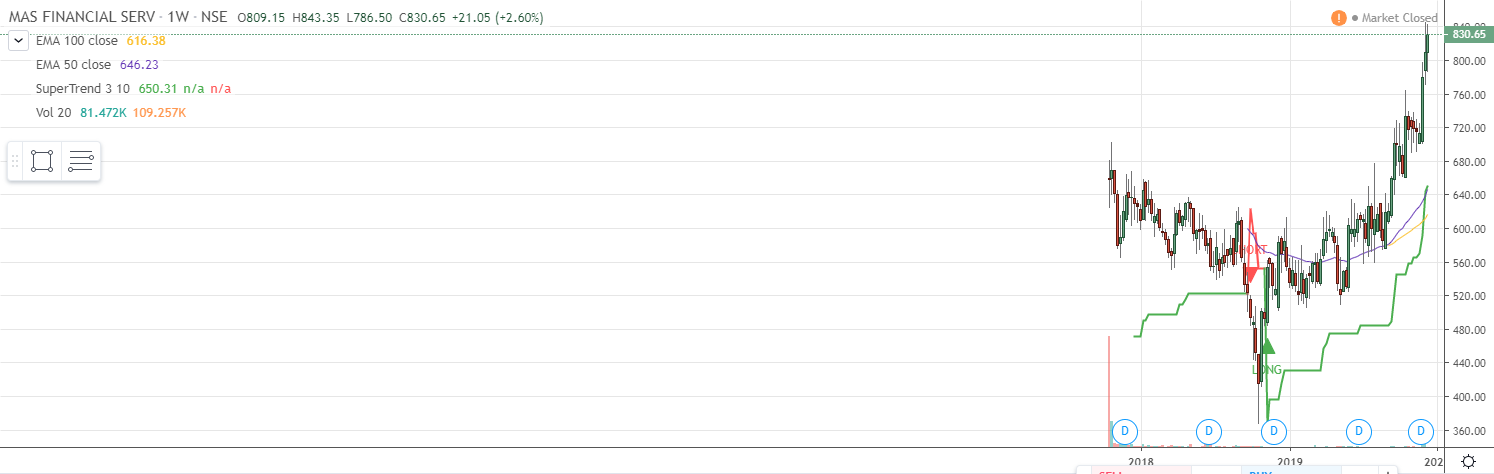 MAS FINANCIAL SERV · 1W · NSE O809.15 H843.35 L786.50 C830.65 +21.05 (+2.60%)
! Market Closed
EMA 100 close 616.38
EMA 50 close 646.23
SuperTrend 3 10 650.31 n/a n/a
Vol 20 81.472K 109.257K
840.00
830.65
800.00
760.00
720.00
680.00
640.00
600.00
560.00
520.00
480.00
440.00
400.00
360.00
SHORT
LONG
D D D D D
2018 2019 202
SELL BUY